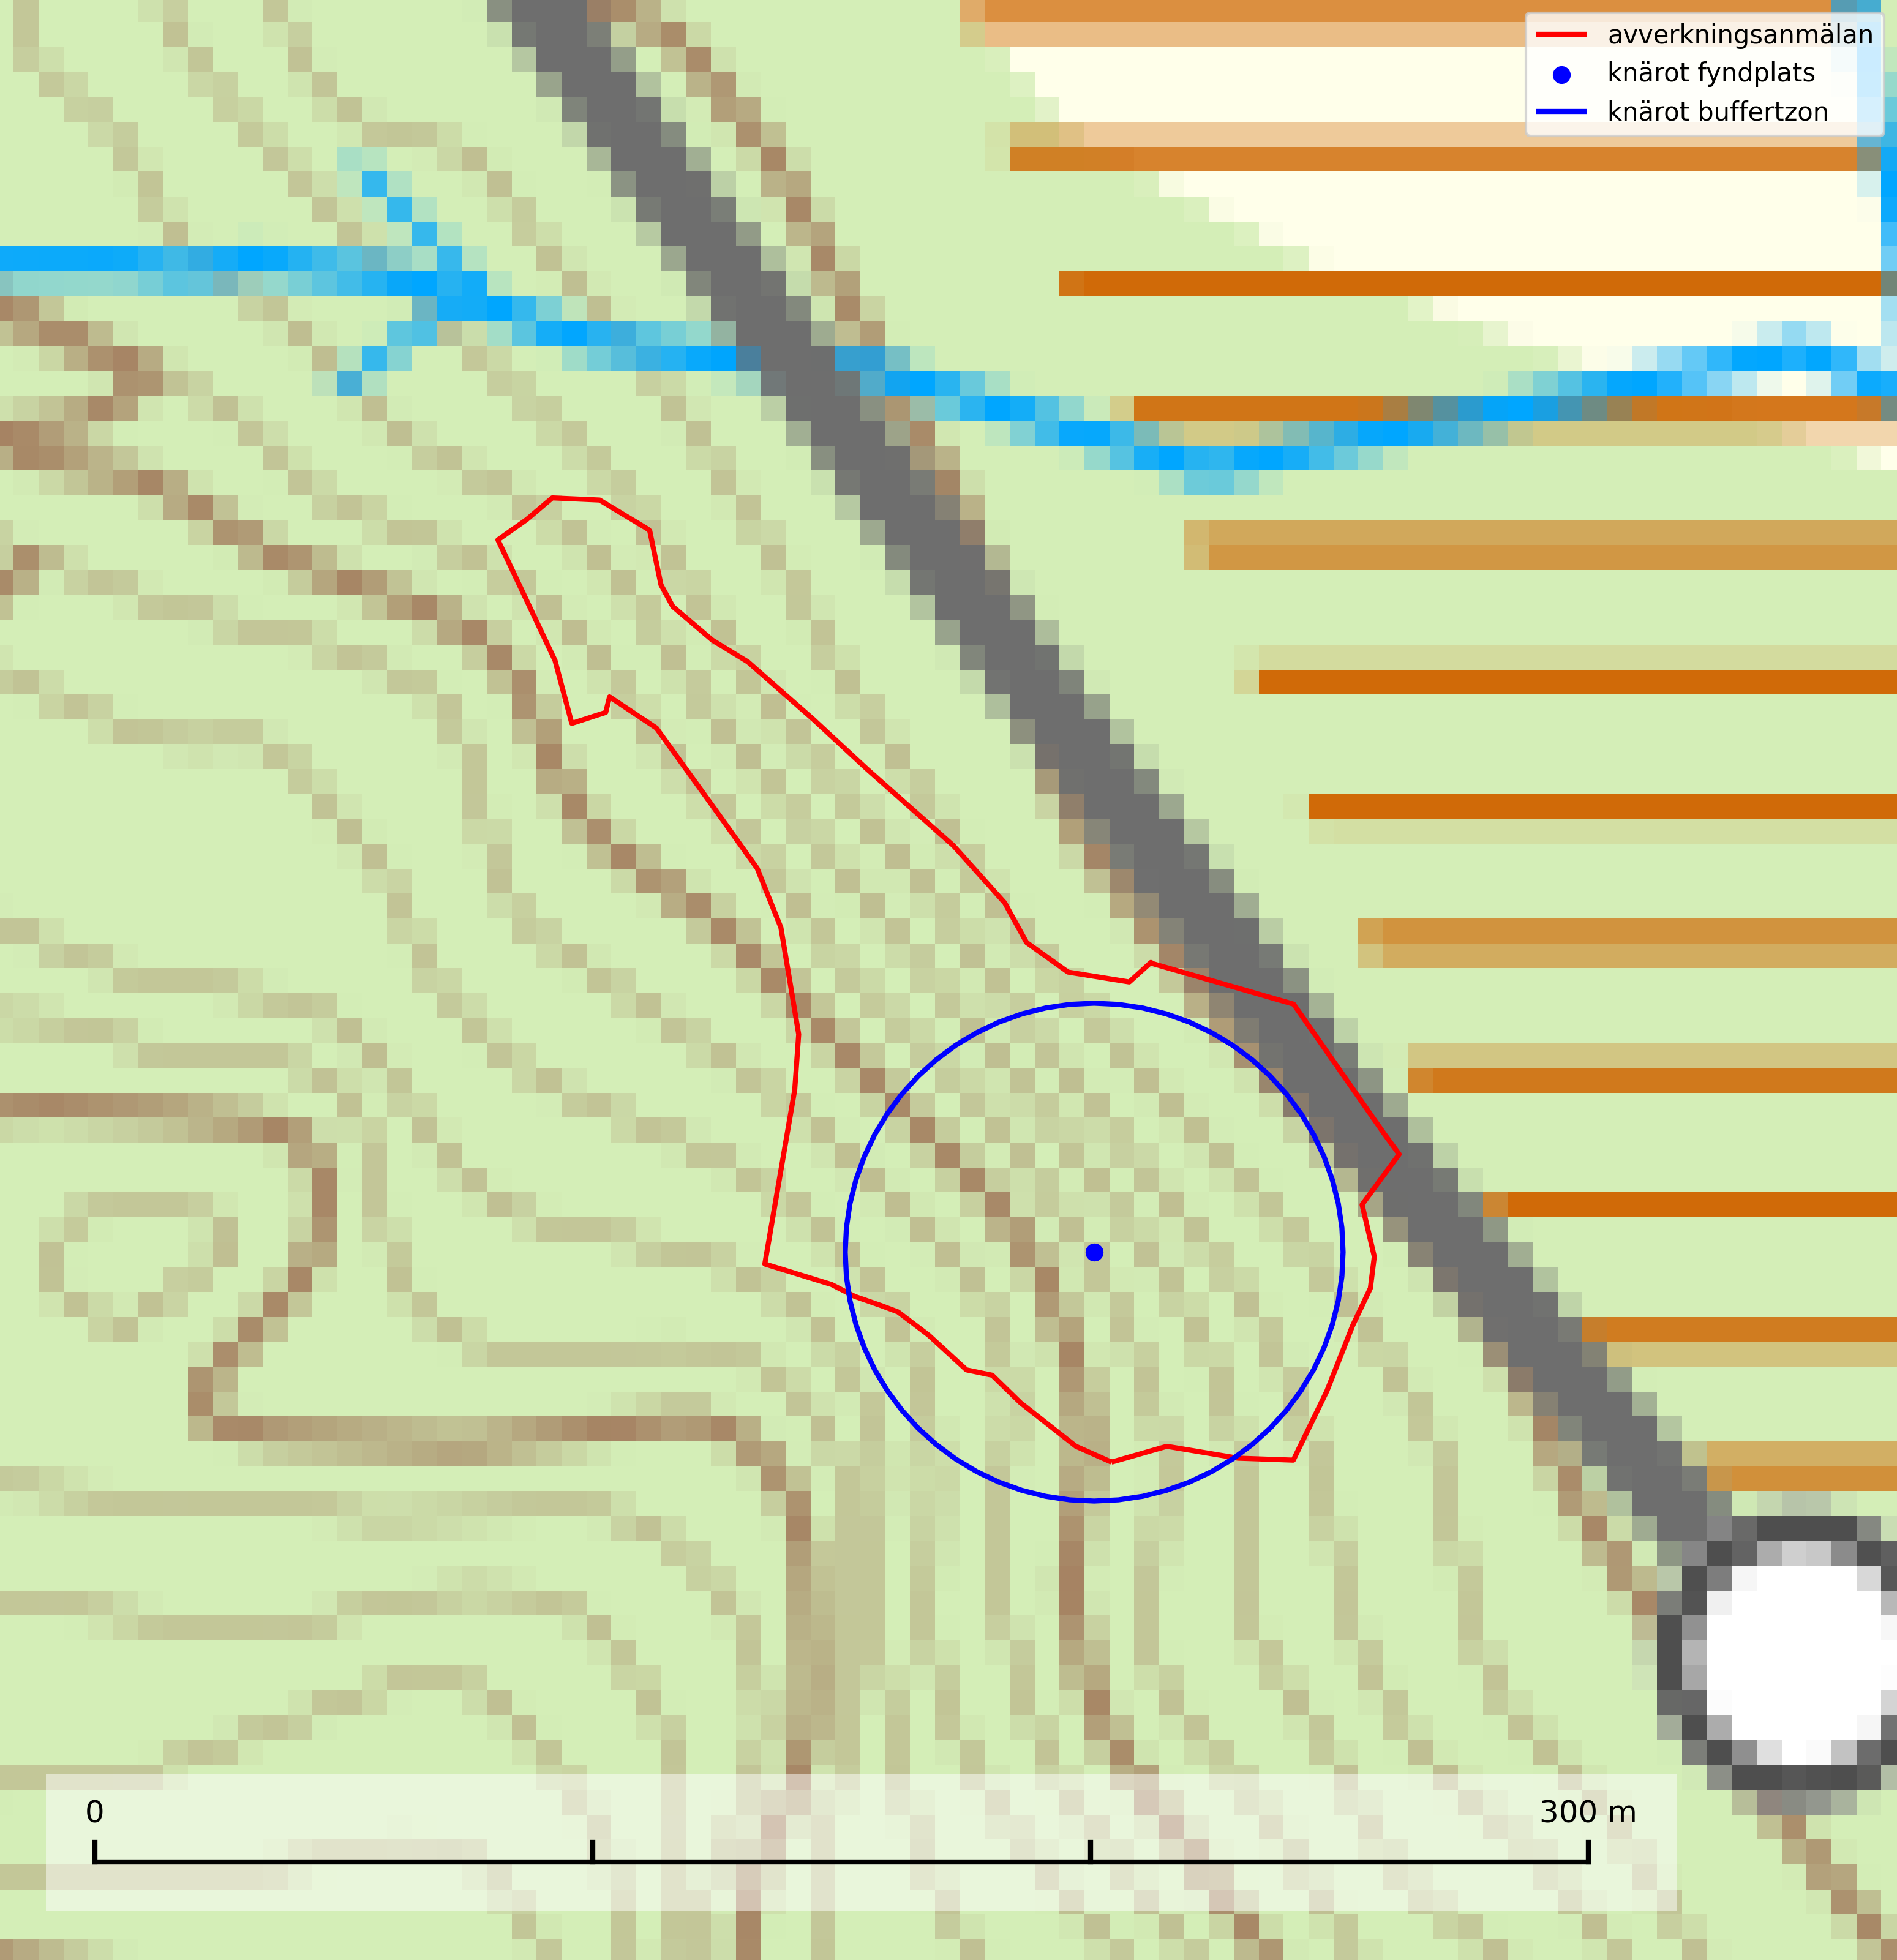 avverkningsanmälan
knärot fyndplats
knärot buffertzon
0 300 m